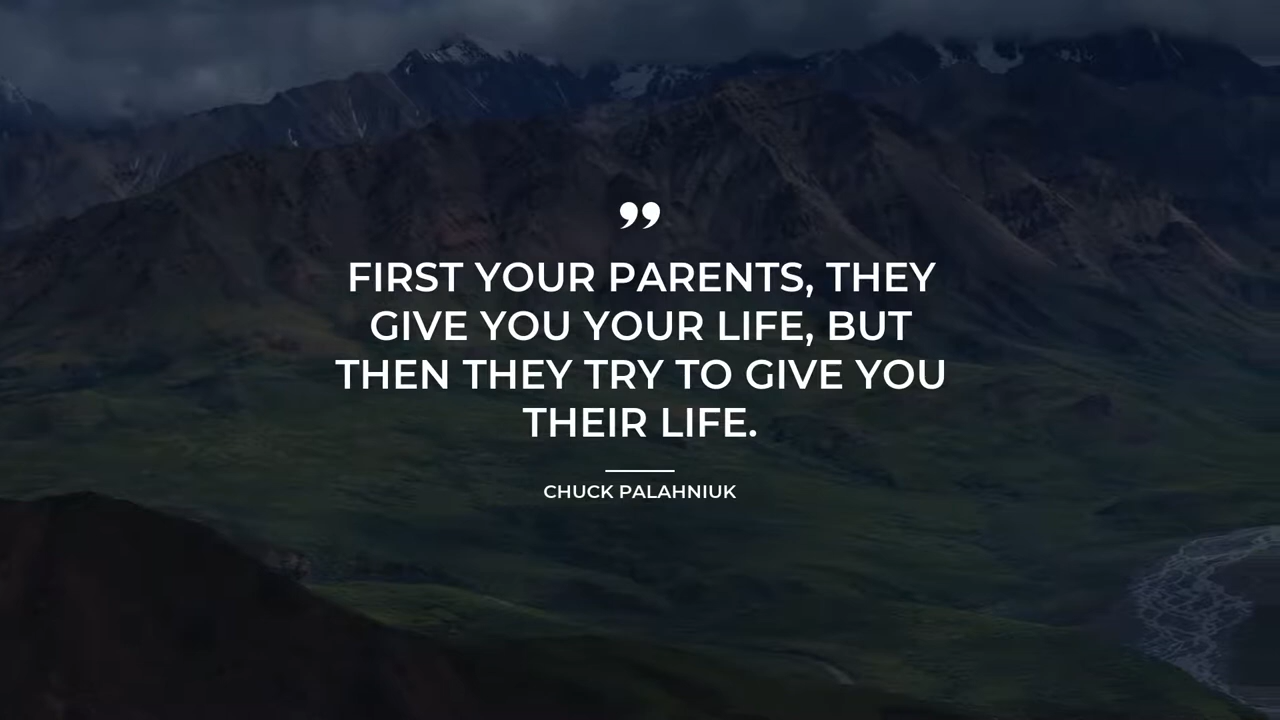 ”
FIRST YOUR PARENTS, THEY
GIVE YOU YOUR LIFE, BUT
THEN THEY TRY TO GIVE YOU
THEIR LIFE.
CHUCK PALAHNIUK